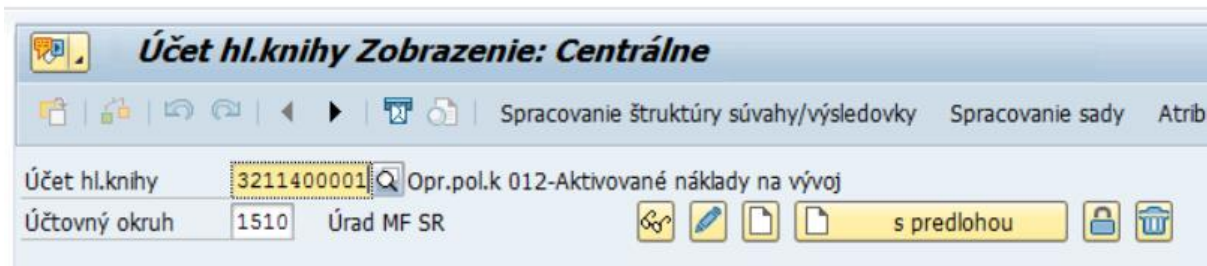 Účet hl.knihy Zobrazenie: Centrálne
Spracovanie štruktúry súvahy/výsledovky Spracovanie sady Atrib
Účet hl.knihy 3211400001 Opr.pol.k 012-Aktivované náklady na vývoj
Účtovný okruh 1510 Úrad MF SR s predlohou